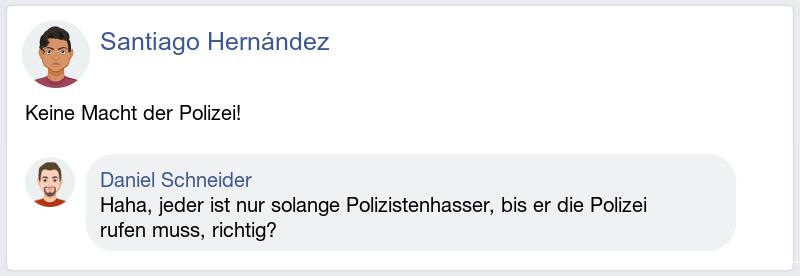 Santiago Hernández
Keine Macht der Polizei!
Daniel Schneider
Haha, jeder ist nur solange Polizistenhasser, bis er die Polizei
rufen muss, richtig?